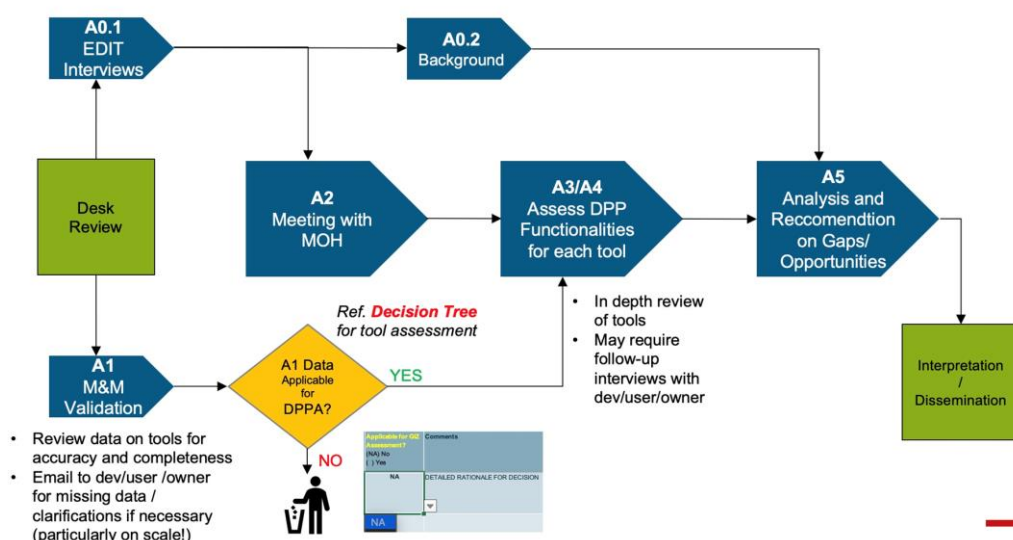 A0.1
EDIT
Interviews
A0.2
Background
Desk
Review
A2
Meeting with
MOH
A3/A4
Assess DPP
Functionalities
for each tool
A5
Analysis and
Reccomendtion
on Gaps/
Opportunities
Ref. Decision Tree
for tool assessment
• In depth review
of tools
• May require
follow-up
interviews with
dev/user/owner
A1
M&M
Validation
A1 Data
Applicable
for
DPPA?
YES
NO
Interpretation
/
Dissemination
• Review data on tools for
accuracy and completeness
• Email to dev/user /owner
for missing data /
clarifications if necessary
(particularly on scale!)
Applicable for GIZ
Assessment?
(NA) No
( ) Yes
Comments
NA
DETAILED RATIONALE FOR DECISION
NA